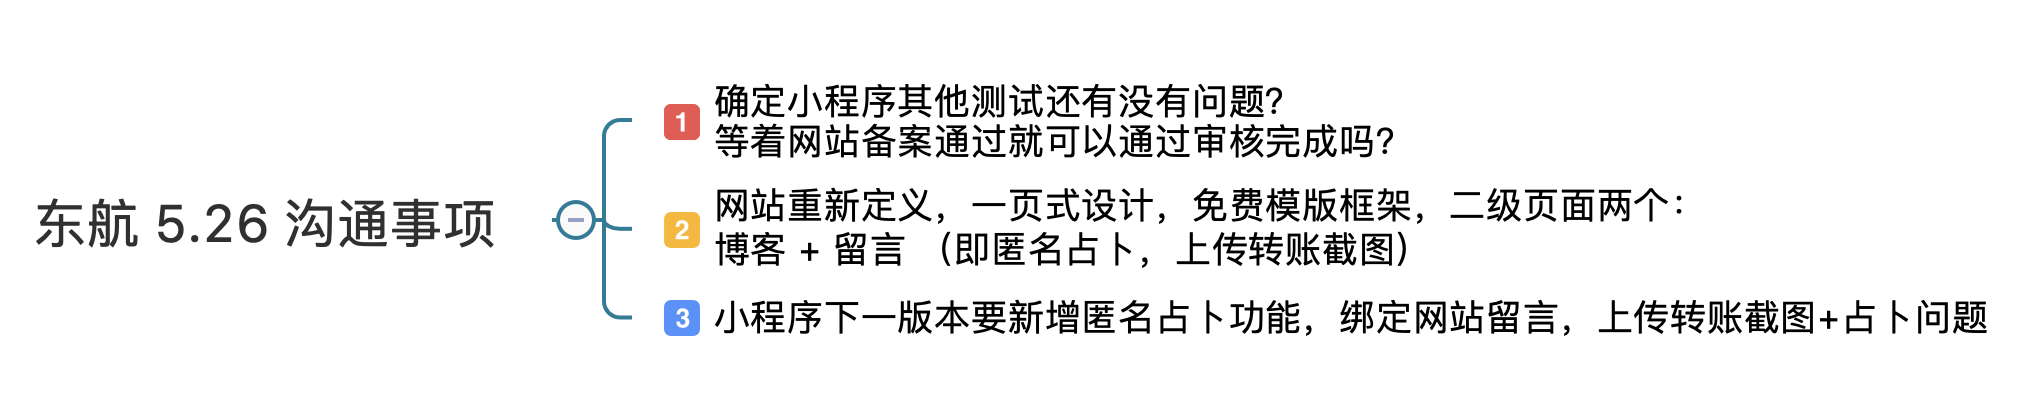 东航 5.26 沟通事项
1 确定小程序其他测试还有没有问题?
等着网站备案通过就可以通过审核完成吗?
2 网站重新定义，一页式设计，免费模版框架，二级页面两个：
博客 + 留言 （即匿名占卜，上传转账截图）
3 小程序下一版本要新增匿名占卜功能，绑定网站留言，上传转账截图+占卜问题